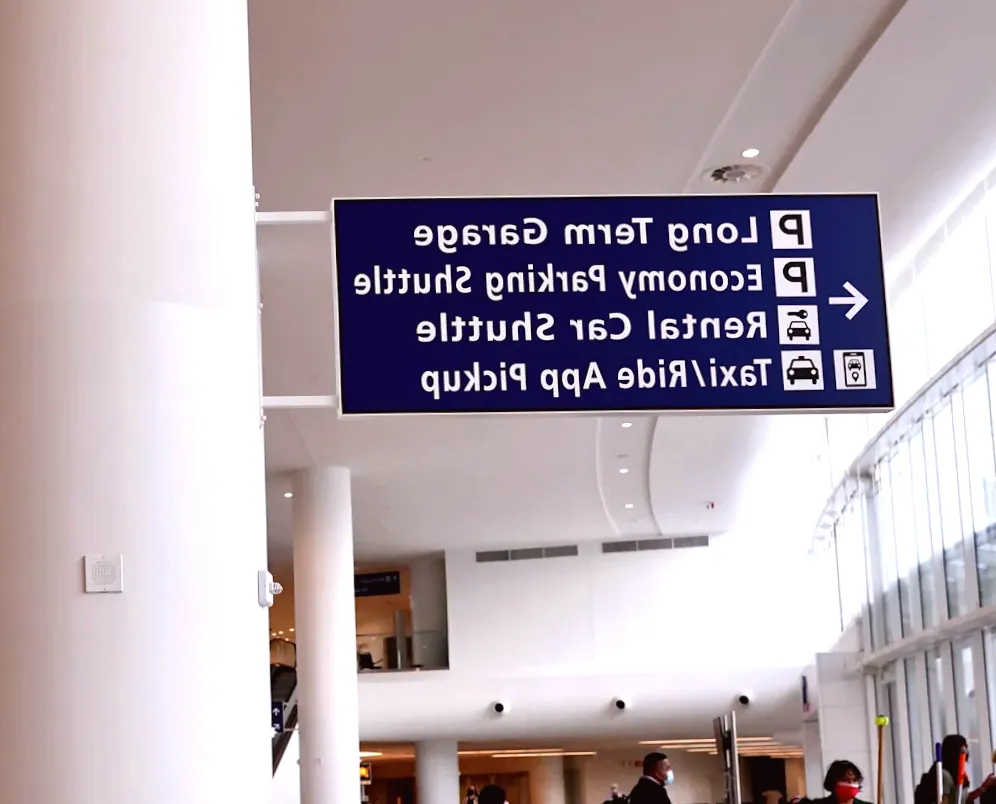 P Long Term Garage
P Economy Parking Shuttle
Rental Car Shuttle
Taxi/Ride App Pickup